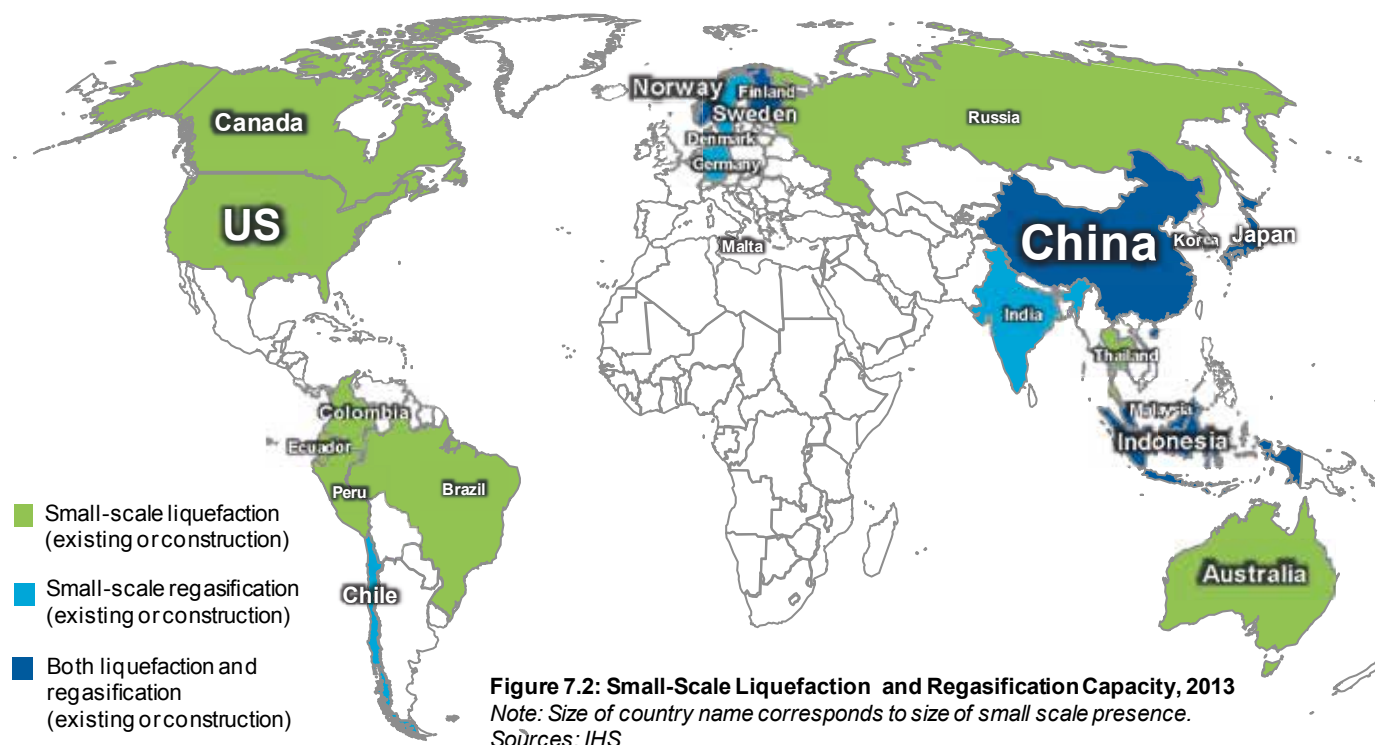 Norway
Finland
Sweden
Canada
Russia
Denmark
Germany
US
China
Korea
Japan
Malta
India
Thailand
Malaysia
Indonesia
Colombia
Ecuador
Peru
Brazil
Small-scale liquefaction
(existing or construction)
Australia
Small-scale regasification
(existing or construction)
Chile
Both liquefaction and
regasification
(existing or construction)
Figure 7.2: Small-Scale Liquefaction and Regasification Capacity, 2013
Note: Size of country name corresponds to size of small scale presence.
Sources: IHS